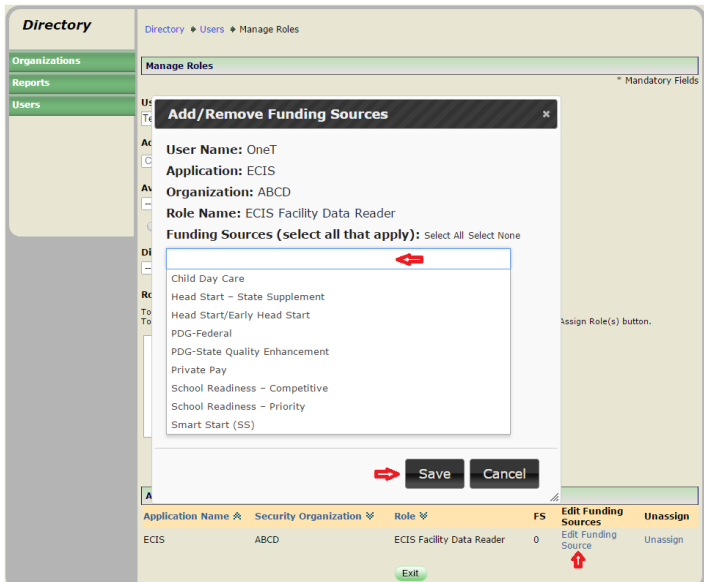 Directory
Directory Users Manage Roles
Organizations
Reports
Users
Manage Roles
* Mandatory Fields
Add/Remove Funding Sources ×
User Name: OneT
Application: ECIS
Organization: ABCD
Role Name: ECIS Facility Data Reader
Funding Sources (select all that apply): Select All Select None
Child Day Care
Head Start – State Supplement
Head Start/Early Head Start
PDG-Federal
PDG-State Quality Enhancement
Private Pay
School Readiness – Competitive
School Readiness – Priority
Smart Start (SS)
Assign Role(s) button.
Save Cancel
Application Name Security Organization Role FS Edit Funding Sources Unassign
ECIS ABCD ECIS Facility Data Reader 0 Edit Funding Source Unassign
Exit